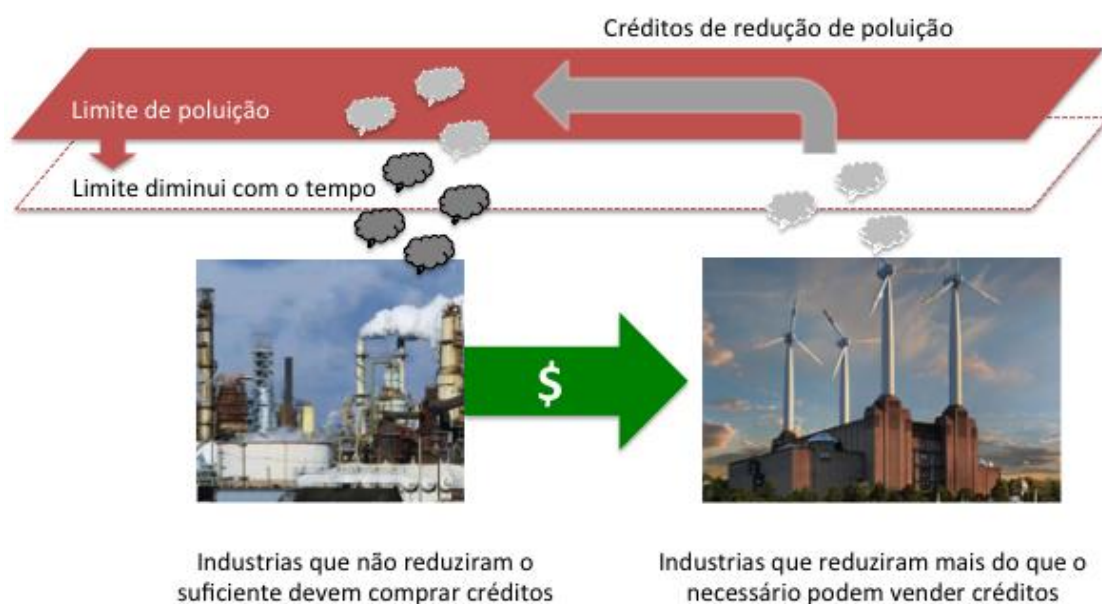 Créditos de redução de poluição
Limite de poluição
Limite diminui com o tempo
$
Industrias que não reduziram o
suficiente devem comprar créditos
Industrias que reduziram mais do que o
necessário podem vender créditos